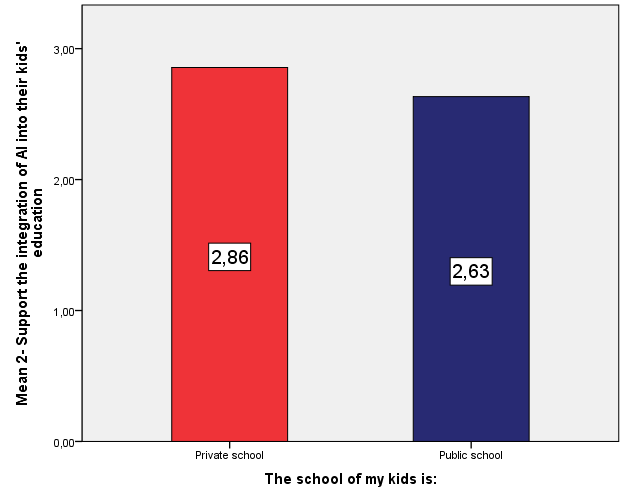 Mean 2- Support the integration of AI into their kids'
education
3,00
2,00
1,00
0,00
2,86
2,63
Private school
Public school
The school of my kids is: